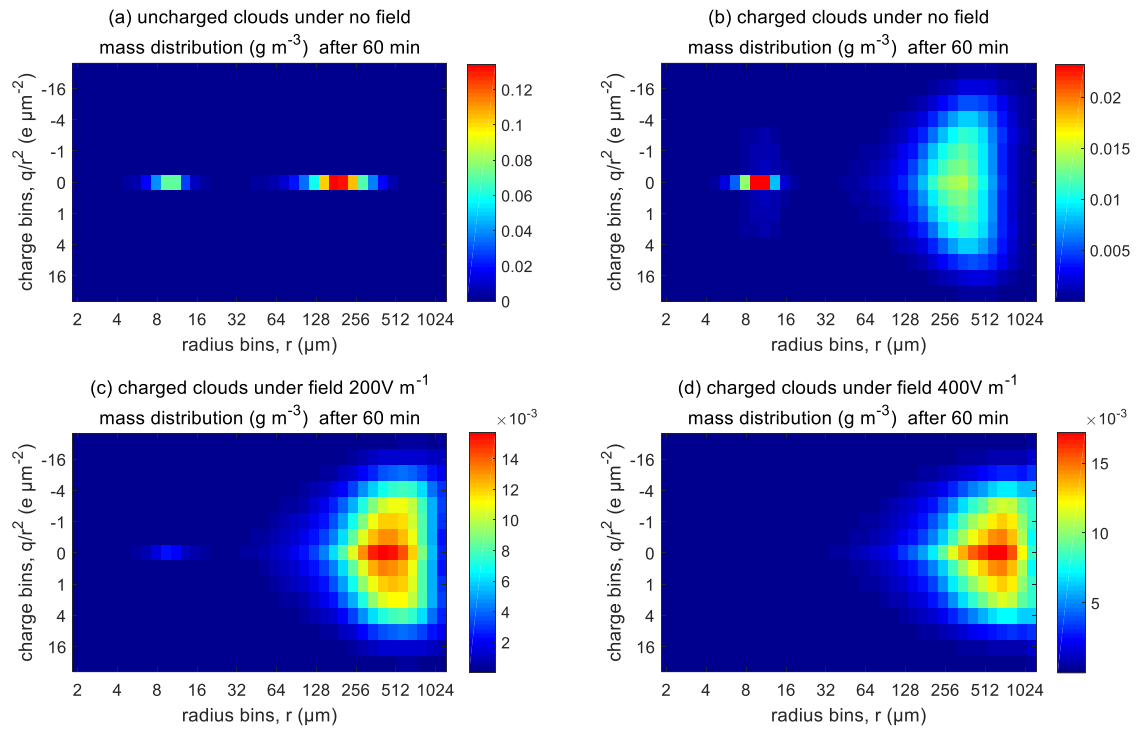 (a) uncharged clouds under no field
mass distribution (g m⁻³)  after 60 min
charge bins, q/r² (e µm⁻²)
-16
-4
-1
0
1
4
16
2 4 8 16 32 64 128 256 512 1024
radius bins, r (µm)
0.12
0.1
0.08
0.06
0.04
0.02
0
(b) charged clouds under no field
mass distribution (g m⁻³)  after 60 min
charge bins, q/r² (e µm⁻²)
-16
-4
-1
0
1
4
16
2 4 8 16 32 64 128 256 512 1024
radius bins, r (µm)
0.02
0.015
0.01
0.005
(c) charged clouds under field 200V m⁻¹
mass distribution (g m⁻³)  after 60 min
charge bins, q/r² (e µm⁻²)
-16
-4
-1
0
1
4
16
2 4 8 16 32 64 128 256 512 1024
radius bins, r (µm)
× 10⁻³
14
12
10
8
6
4
2
(d) charged clouds under field 400V m⁻¹
mass distribution (g m⁻³)  after 60 min
charge bins, q/r² (e µm⁻²)
-16
-4
-1
0
1
4
16
2 4 8 16 32 64 128 256 512 1024
radius bins, r (µm)
× 10⁻³
15
10
5